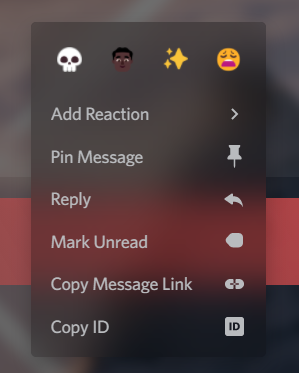 Add Reaction
Pin Message
Reply
Mark Unread
Copy Message Link
Copy ID
ID